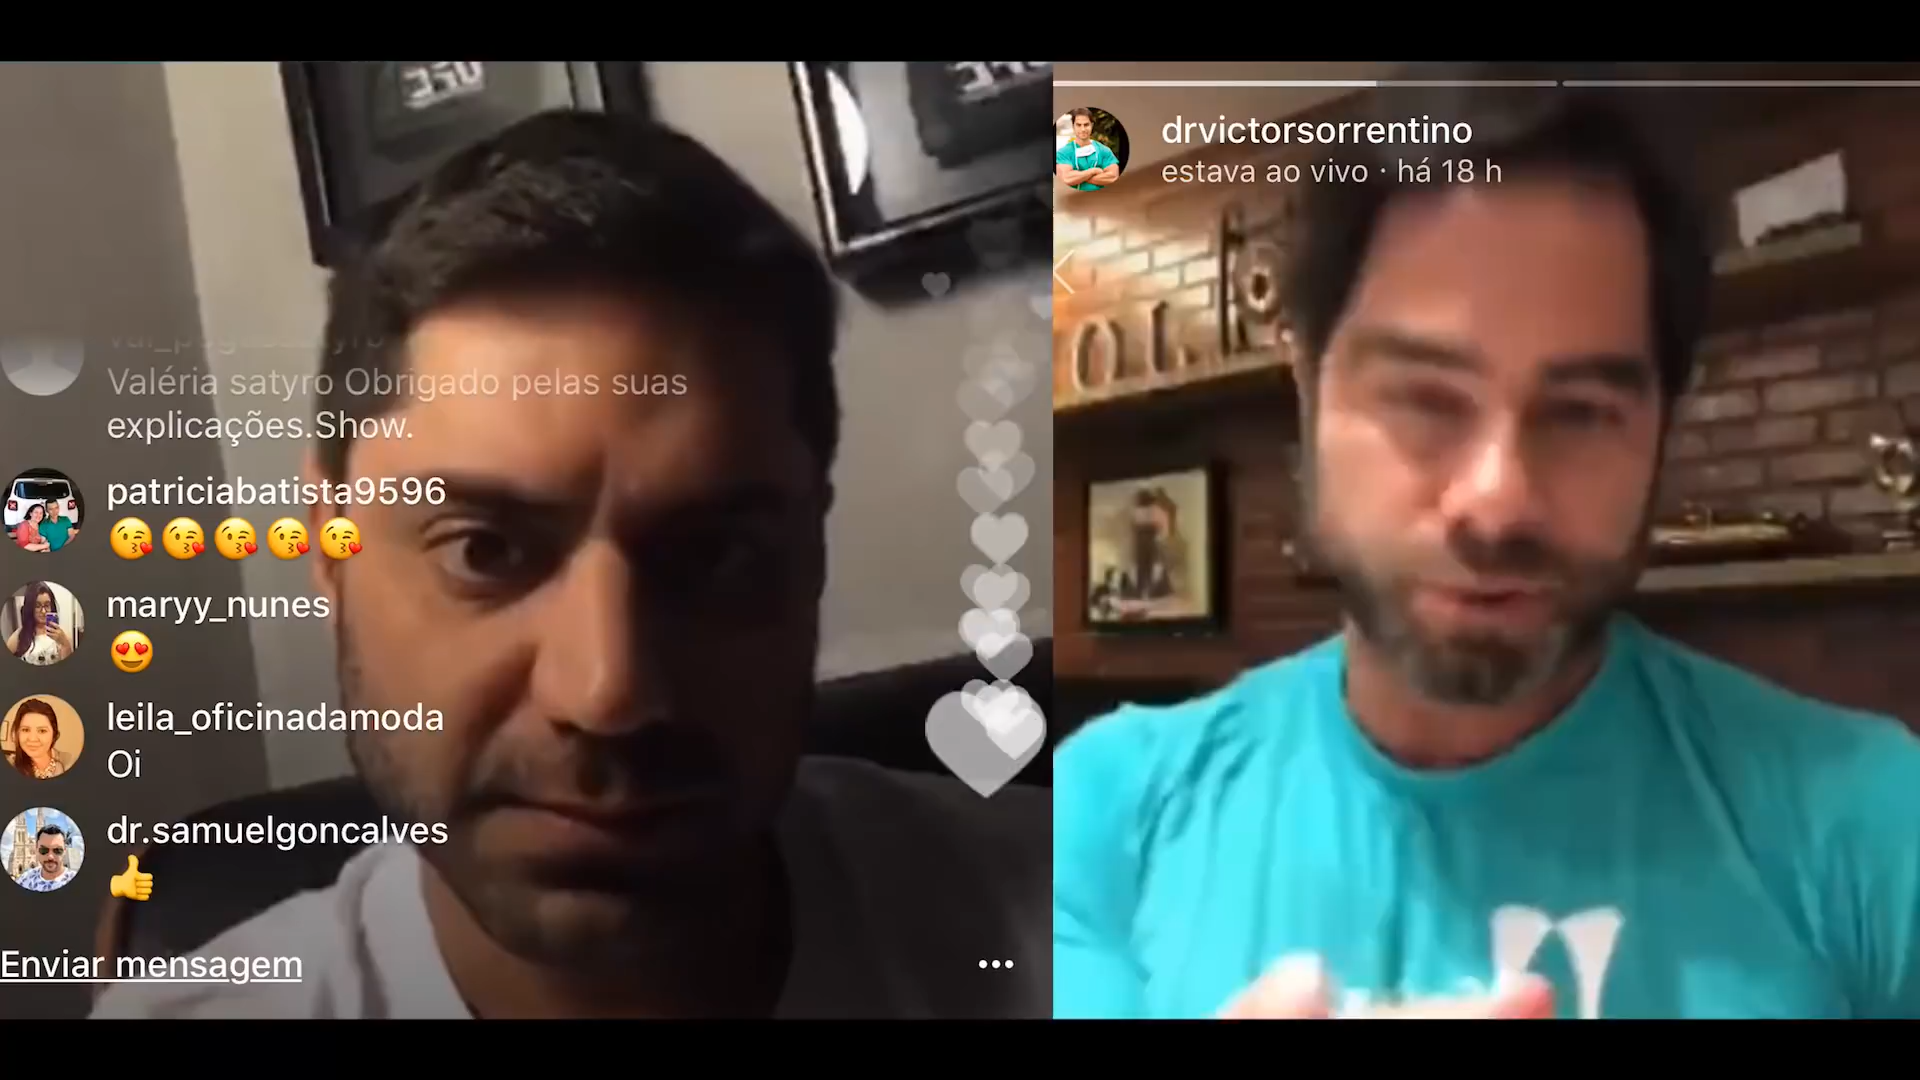 drvictorsorrentino
estava ao vivo · há 18 h
Valéria satyro Obrigado pelas suas
explicações.Show.
patriciabatista9596
😘😘😘😘😘
maryy_nunes
😍
leila_oficinadamoda
Oi
dr.samuelgoncalves
👍
Enviar mensagem